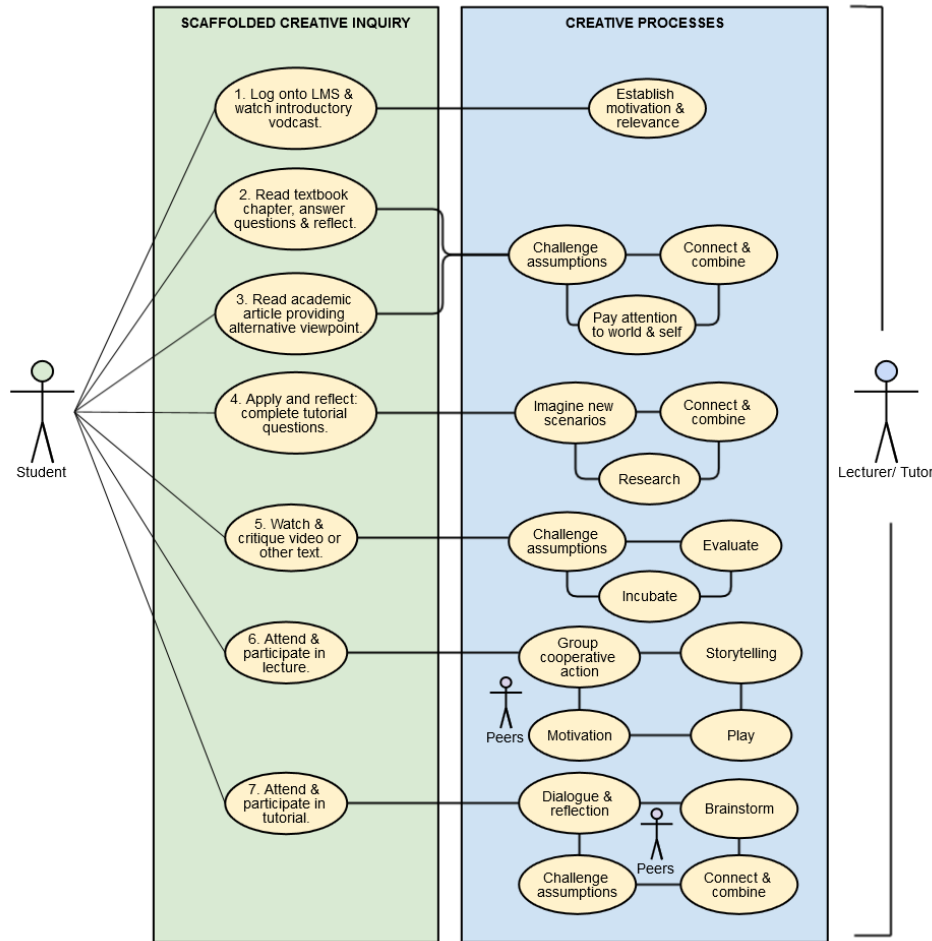 SCAFFOLDED CREATIVE INQUIRY
CREATIVE PROCESSES
1. Log onto LMS &
watch introductory
vodcast.
Establish
motivation &
relevance
2. Read textbook
chapter, answer
questions & reflect.
Challenge
assumptions
Connect &
combine
3. Read academic
article providing
alternative viewpoint.
Pay attention
to world & self
Student
4. Apply and reflect:
complete tutorial
questions.
Imagine new
scenarios
Connect &
combine
Research
Lecturer/ Tutor
5. Watch &
critique video or
other text.
Challenge
assumptions
Evaluate
Incubate
6. Attend &
participate in
lecture.
Group
cooperative
action
Storytelling
Peers
Motivation
Play
7. Attend &
participate in
tutorial.
Dialogue &
reflection
Brainstorm
Peers
Challenge
assumptions
Connect &
combine